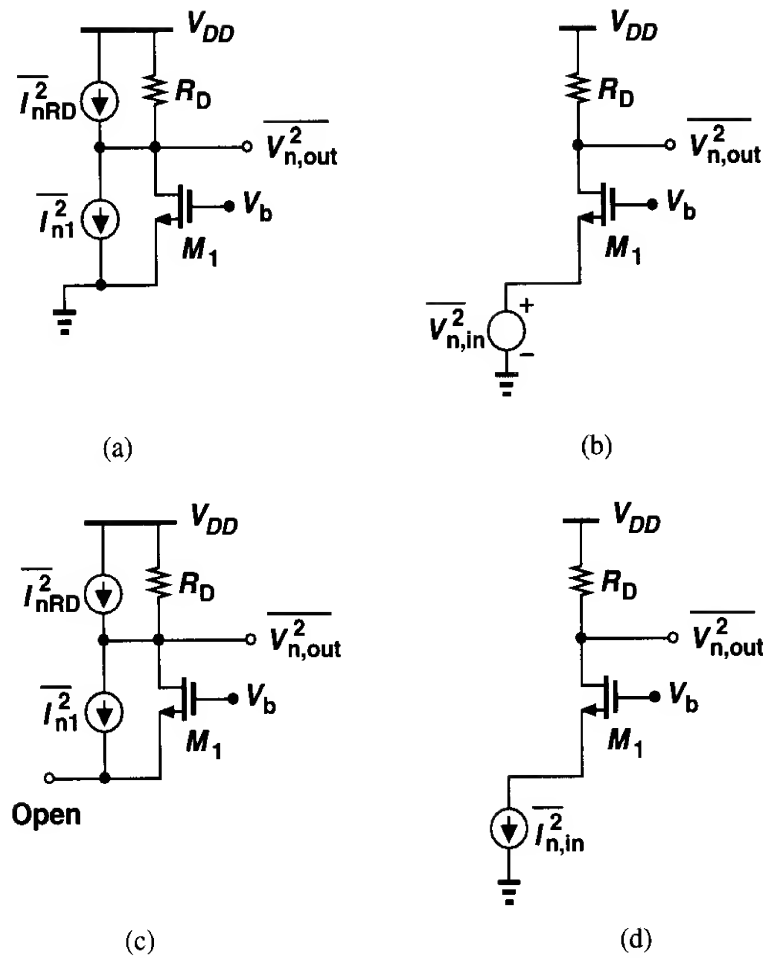 V_DD
I²_nRD
R_D
V²_n,out
I²_n1
V_b
M_1
(a)
V_DD
R_D
V²_n,out
V_b
M_1
V²_n,in
+
−
(b)
V_DD
I²_nRD
R_D
V²_n,out
I²_n1
V_b
M_1
Open
(c)
V_DD
R_D
V²_n,out
V_b
M_1
I²_n,in
(d)